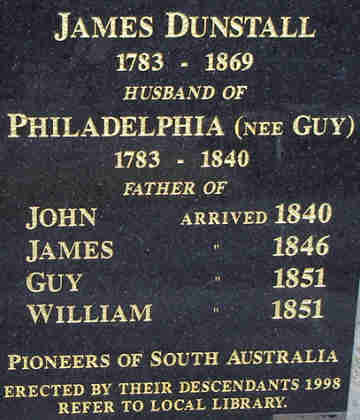 JAMES DUNSTALL
1783 - 1869
HUSBAND OF
PHILADELPHIA (NEE GUY)
1783 - 1840
FATHER OF
JOHN ARRIVED 1840
JAMES " 1846
GUY " 1851
WILLIAM " 1851
PIONEERS OF SOUTH AUSTRALIA
ERECTED BY THEIR DESCENDANTS 1998
REFER TO LOCAL LIBRARY.